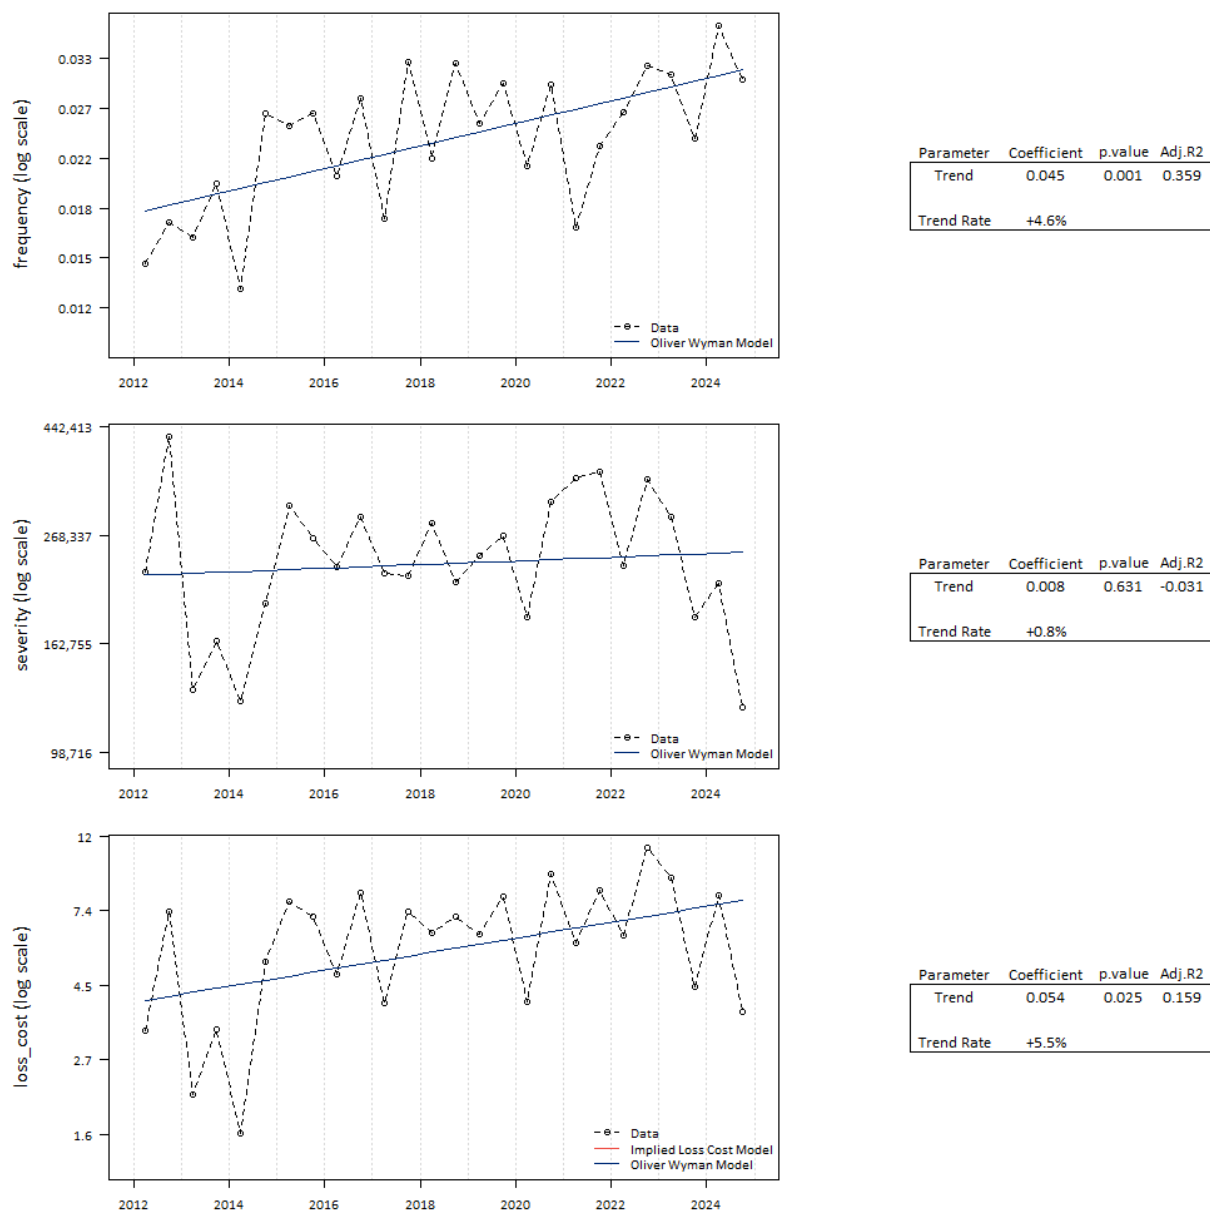 frequency (log scale)
0.033
0.027
0.022
0.018
0.015
0.012
Data
Oliver Wyman Model
2012 2014 2016 2018 2020 2022 2024
Parameter Coefficient p.value Adj.R2
Trend 0.045 0.001 0.359
Trend Rate +4.6%
severity (log scale)
442,413
268,337
162,755
98,716
Data
Oliver Wyman Model
2012 2014 2016 2018 2020 2022 2024
Parameter Coefficient p.value Adj.R2
Trend 0.008 0.631 -0.031
Trend Rate +0.8%
loss_cost (log scale)
12
7.4
4.5
2.7
1.6
Data
Implied Loss Cost Model
Oliver Wyman Model
2012 2014 2016 2018 2020 2022 2024
Parameter Coefficient p.value Adj.R2
Trend 0.054 0.025 0.159
Trend Rate +5.5%